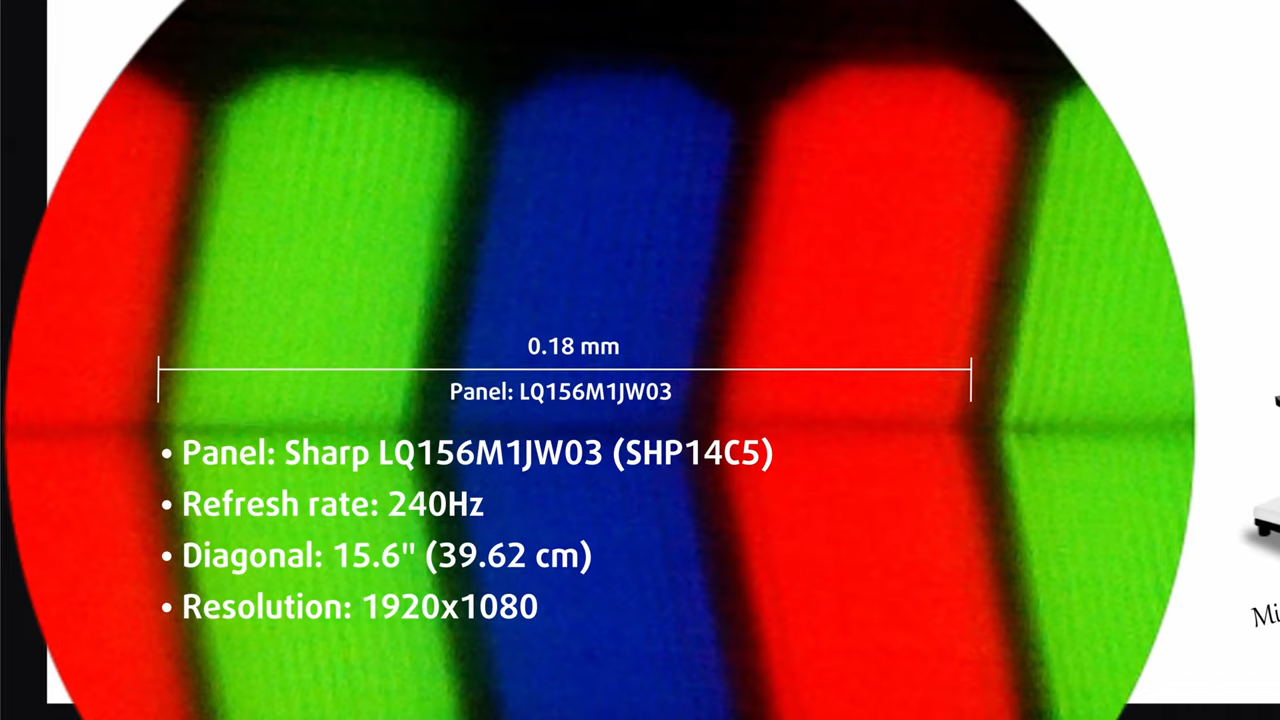 0.18 mm
Panel: LQ156M1JW03
• Panel: Sharp LQ156M1JW03 (SHP14C5)
• Refresh rate: 240Hz
• Diagonal: 15.6" (39.62 cm)
• Resolution: 1920x1080
Mi